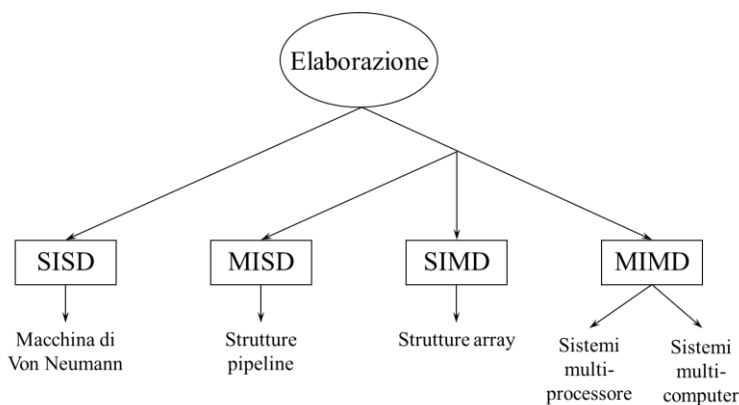 Elaborazione
SISD
MISD
SIMD
MIMD
Macchina di
Von Neumann
Strutture
pipeline
Strutture array
Sistemi
multi-
processore
Sistemi
multi-
computer